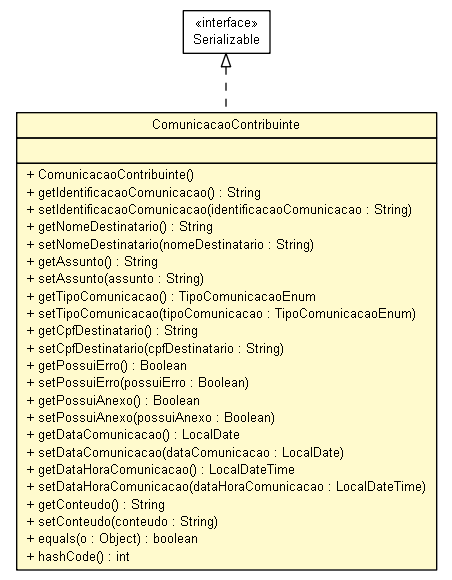 «interface»
Serializable
ComunicacaoContribuinte
+ ComunicacaoContribuinte()
+ getIdentificacaoComunicacao() : String
+ setIdentificacaoComunicacao(identificacaoComunicacao : String)
+ getNomeDestinatario() : String
+ setNomeDestinatario(nomeDestinatario : String)
+ getAssunto() : String
+ setAssunto(assunto : String)
+ getTipoComunicacao() : TipoComunicacaoEnum
+ setTipoComunicacao(tipoComunicacao : TipoComunicacaoEnum)
+ getCpfDestinatario() : String
+ setCpfDestinatario(cpfDestinatario : String)
+ getPossuiErro() : Boolean
+ setPossuiErro(possuiErro : Boolean)
+ getPossuiAnexo() : Boolean
+ setPossuiAnexo(possuiAnexo : Boolean)
+ getDataComunicacao() : LocalDate
+ setDataComunicacao(dataComunicacao : LocalDate)
+ getDataHoraComunicacao() : LocalDateTime
+ setDataHoraComunicacao(dataHoraComunicacao : LocalDateTime)
+ getConteudo() : String
+ setConteudo(conteudo : String)
+ equals(o : Object) : boolean
+ hashCode() : int